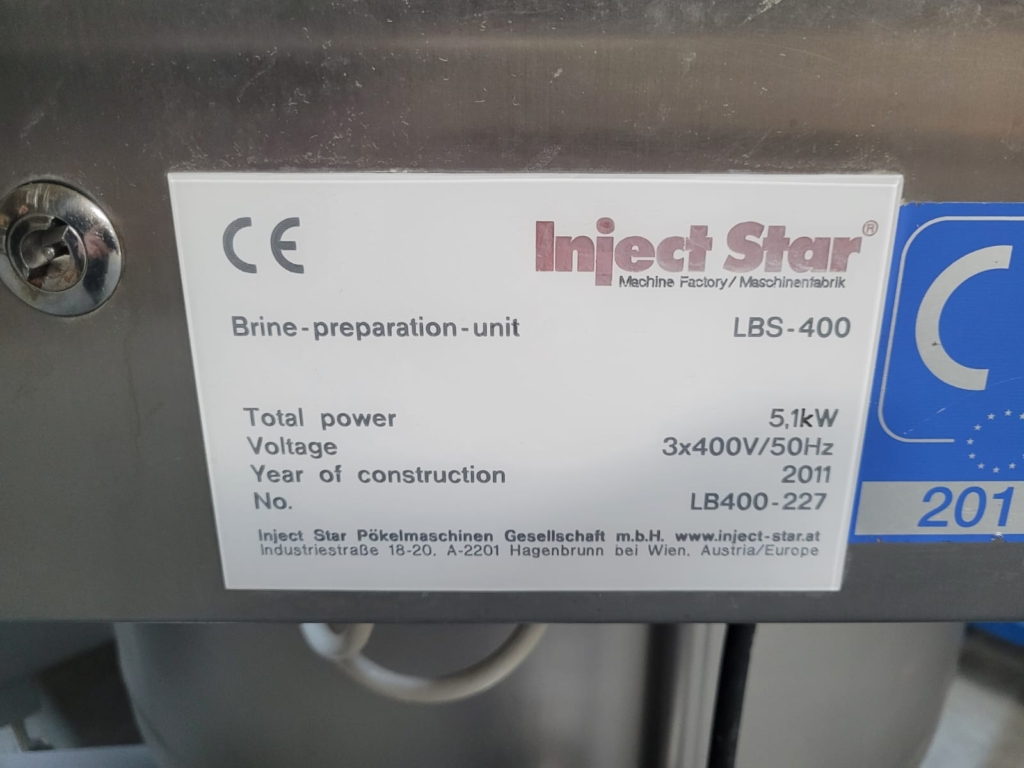 CE
Inject Star®
Machine Factory/Maschinenfabrik
Brine-preparation-unit LBS-400
Total power 5,1kW
Voltage 3x400V/50Hz
Year of construction 2011
No. LB400-227
Inject Star Pökelmaschinen Gesellschaft m.b.H. www.inject-star.at
Industriestraße 18-20, A-2201 Hagenbrunn bei Wien, Austria/Europe
C
201